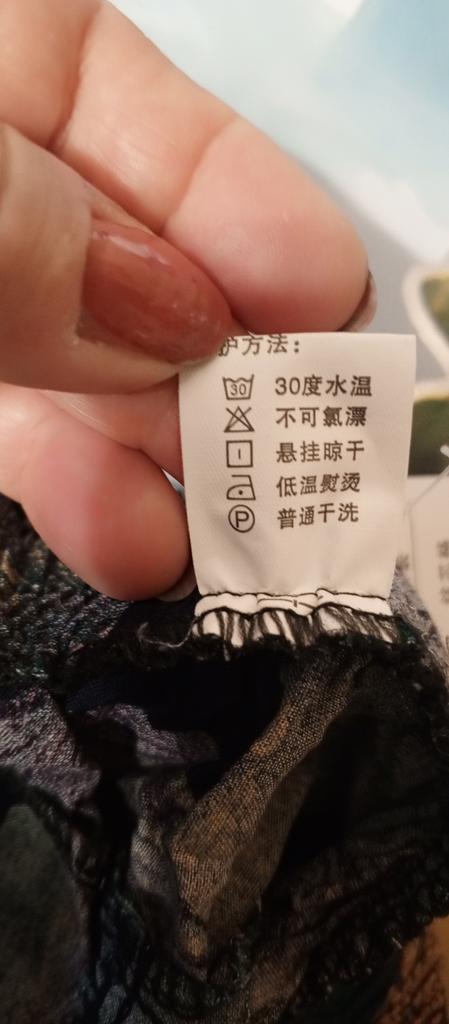 护方法：
30 30度水温
不可氯漂
悬挂晾干
低温熨烫
P 普通干洗